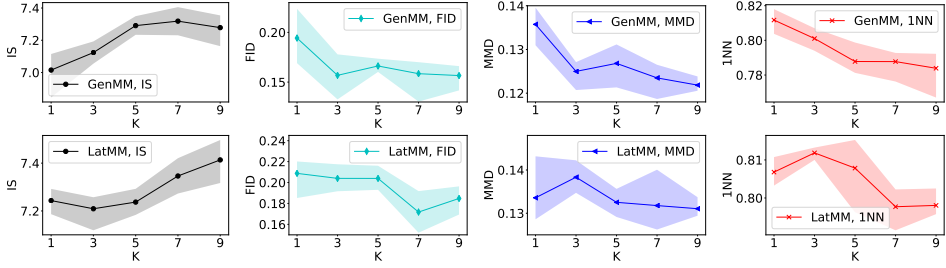 7.4
7.2
7.0
IS
GenMM, IS
1 3 5 7 9
K
0.20
0.15
FID
GenMM, FID
1 3 5 7 9
K
0.14
0.13
0.12
MMD
GenMM, MMD
1 3 5 7 9
K
0.82
0.80
0.78
1NN
GenMM, 1NN
1 3 5 7 9
K
7.4
7.2
IS
LatMM, IS
1 3 5 7 9
K
0.24
0.22
0.20
0.18
0.16
FID
LatMM, FID
1 3 5 7 9
K
0.14
0.13
MMD
LatMM, MMD
1 3 5 7 9
K
0.81
0.80
1NN
LatMM, 1NN
1 3 5 7 9
K